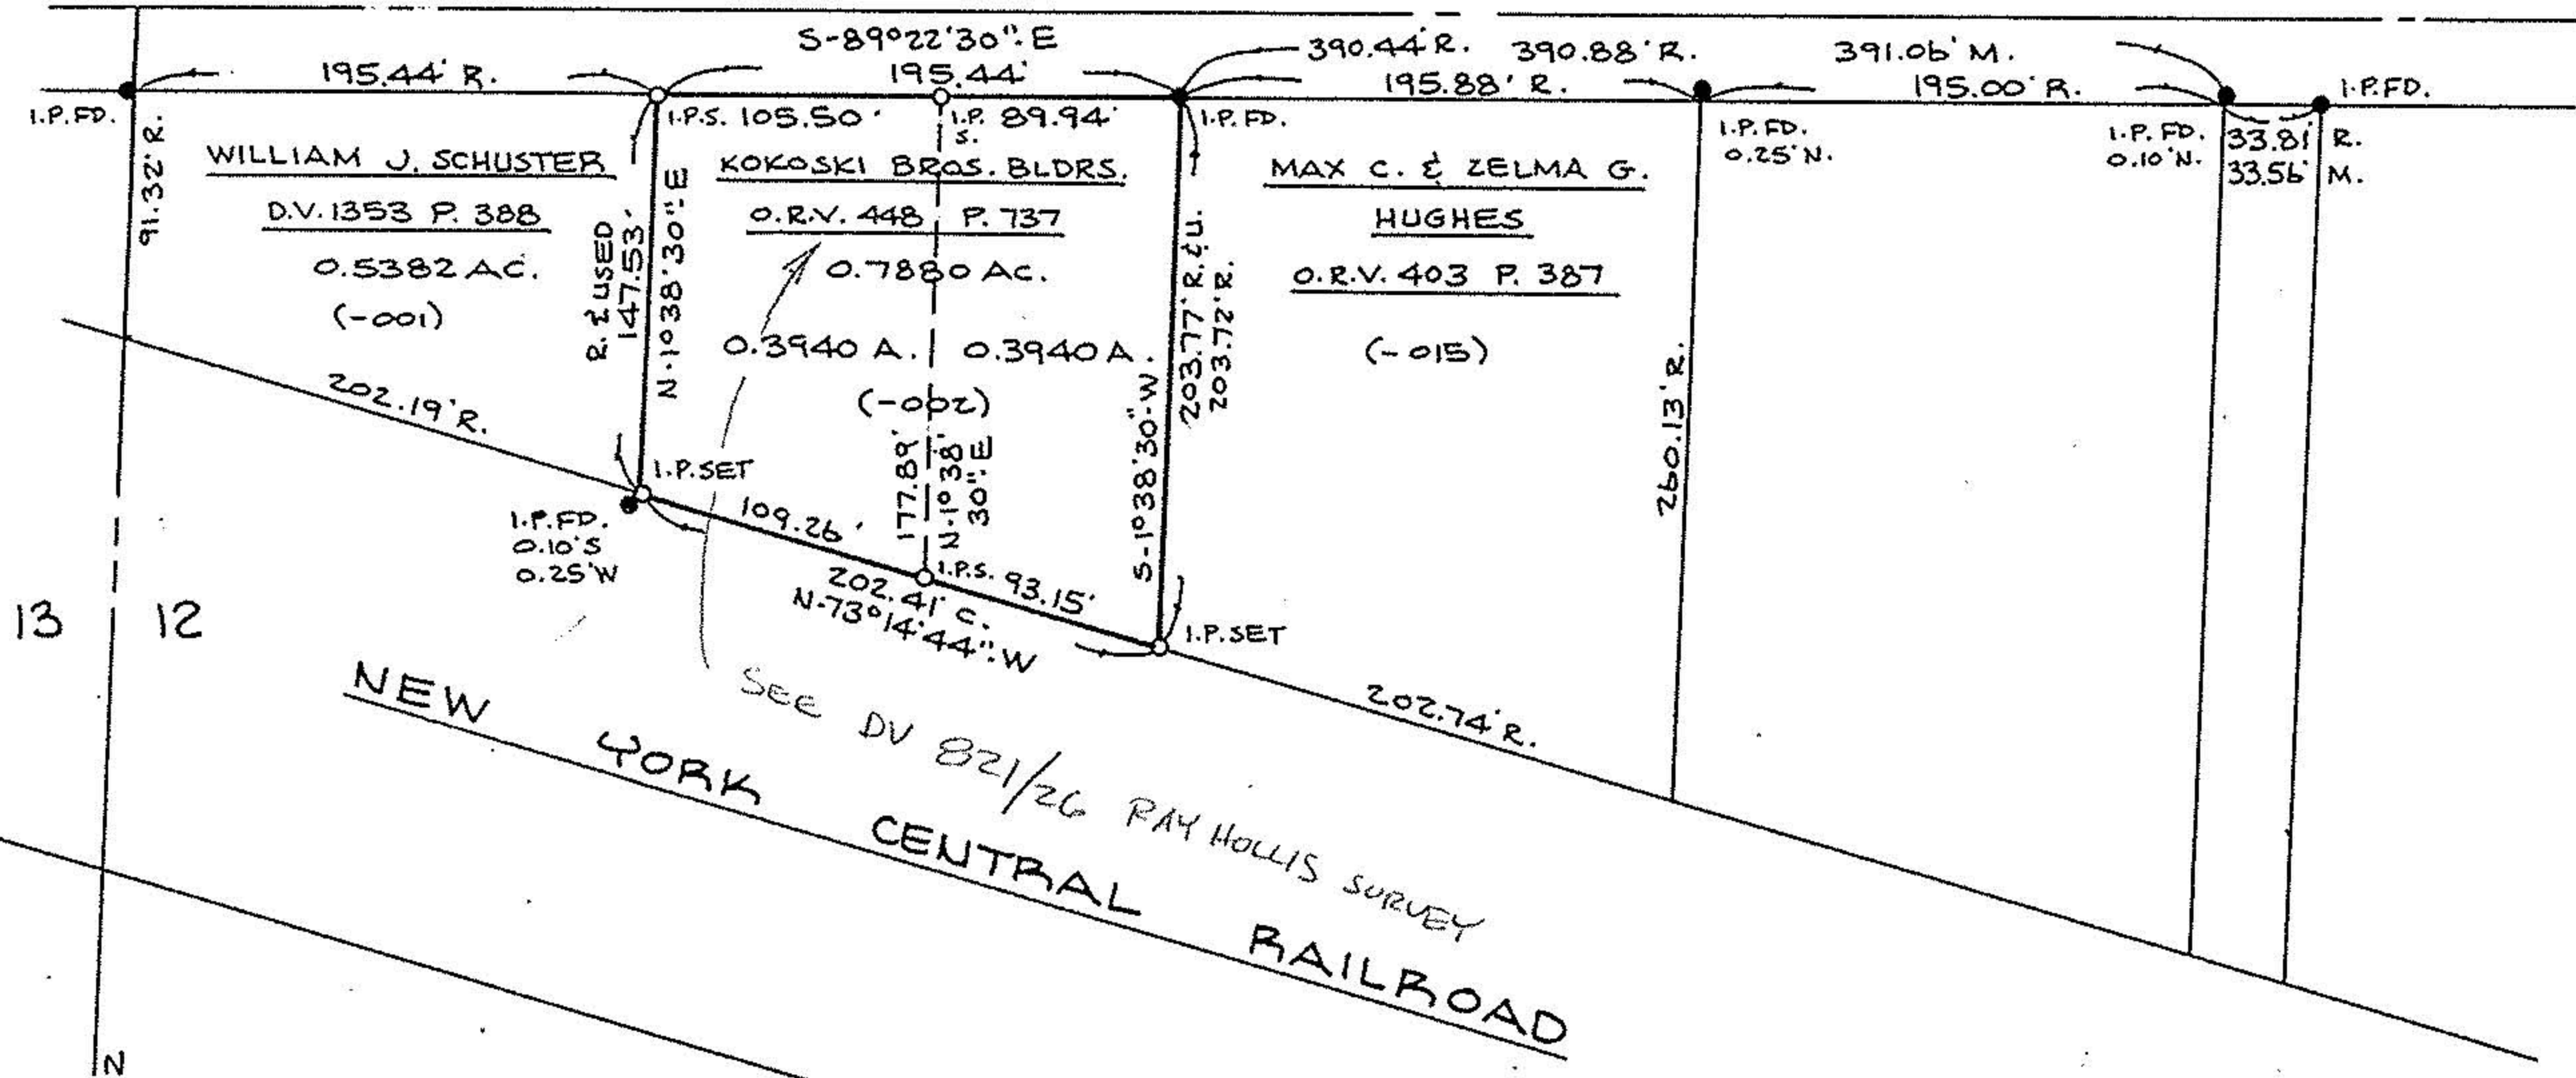 S-89°22'30"-E
390.44' R.
390.88' R.
391.06' M.
195.44' R.
195.44'
195.88' R.
195.00' R.
I.P.FD.
I.P.FD.
I.P.S. 105.50'
I.P.
S.
89.94'
I.P.FD.
I.P.FD.
0.25'N.
I.P. FD.
0.10'N.
33.81' R.
33.56' M.
91.32' R.
WILLIAM J. SCHUSTER
D.V. 1353 P. 388
0.5382 AC.
(-001)
R. & USED
147.53'
N-1°38'30"-E
KOKOSKI BROS. BLDRS.
O.R.V. 448 P. 737
0.7880 AC.
0.3940 A.
0.3940 A.
(-002)
177.89'
N-1°38'
30"-E
S-1°38'30"-W
203.77' R.&U.
203.72' R.
MAX C. & ZELMA G.
HUGHES
O.R.V. 403 P. 387
(-015)
260.13' R.
202.19' R.
I.P.SET
I.P.FD.
0.10'S
0.25'W
109.26'
I.P.S.
93.15'
202.41' C.
N-73°14'44"-W
I.P.SET
202.74' R.
13
12
SEE DV 821/26 RAY HOLLIS SURVEY
NEW YORK CENTRAL RAILROAD
N